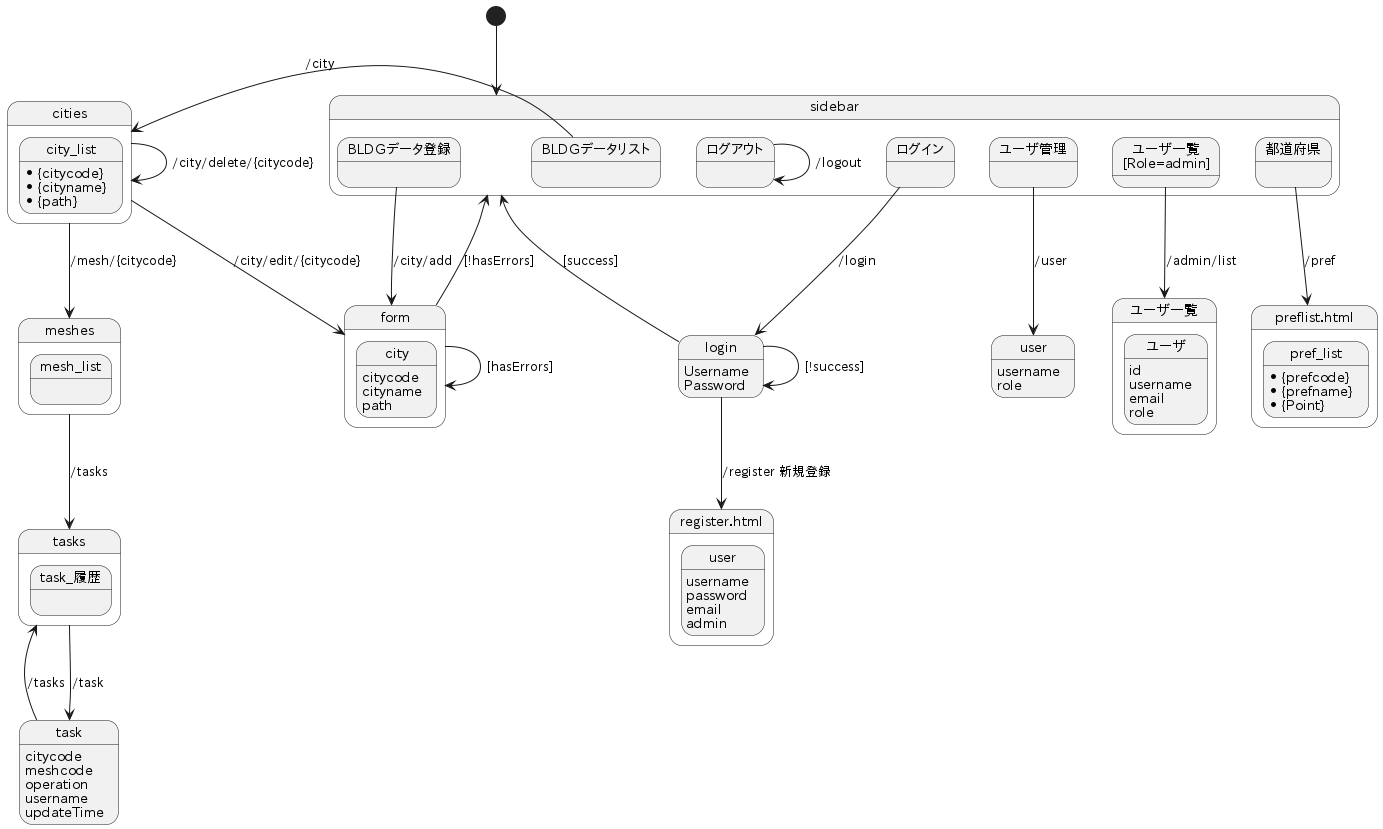 /city
sidebar
BLDGデータ登録
BLDGデータリスト
ログアウト
/logout
ログイン
ユーザ管理
ユーザ一覧
[Role=admin]
都道府県
cities
city_list
• {citycode}
• {cityname}
• {path}
/city/delete/{citycode}
/mesh/{citycode}
/city/edit/{citycode}
/city/add
[!hasErrors]
[success]
/login
/user
/admin/list
/pref
meshes
mesh_list
form
city
citycode
cityname
path
[hasErrors]
login
Username
Password
[!success]
user
username
role
ユーザ一覧
ユーザ
id
username
email
role
preflist.html
pref_list
• {prefcode}
• {prefname}
• {Point}
/tasks
/register 新規登録
tasks
task_履歴
register.html
user
username
password
email
admin
/tasks
/task
task
citycode
meshcode
operation
username
updateTime